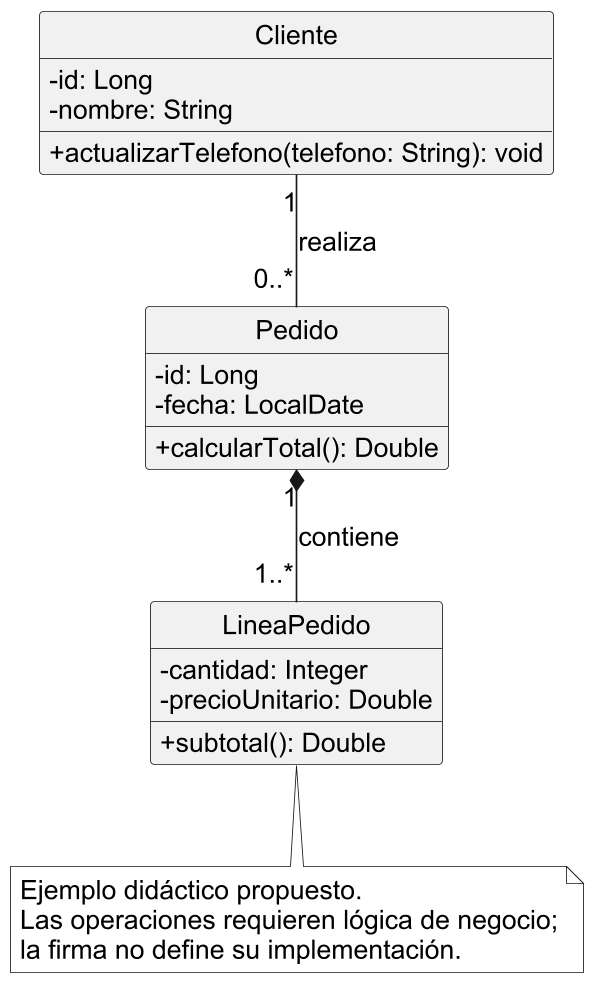 Cliente
-id: Long
-nombre: String
+actualizarTelefono(telefono: String): void
1
realiza
0..*
Pedido
-id: Long
-fecha: LocalDate
+calcularTotal(): Double
1
contiene
1..*
LineaPedido
-cantidad: Integer
-precioUnitario: Double
+subtotal(): Double
Ejemplo didáctico propuesto.
Las operaciones requieren lógica de negocio;
la firma no define su implementación.